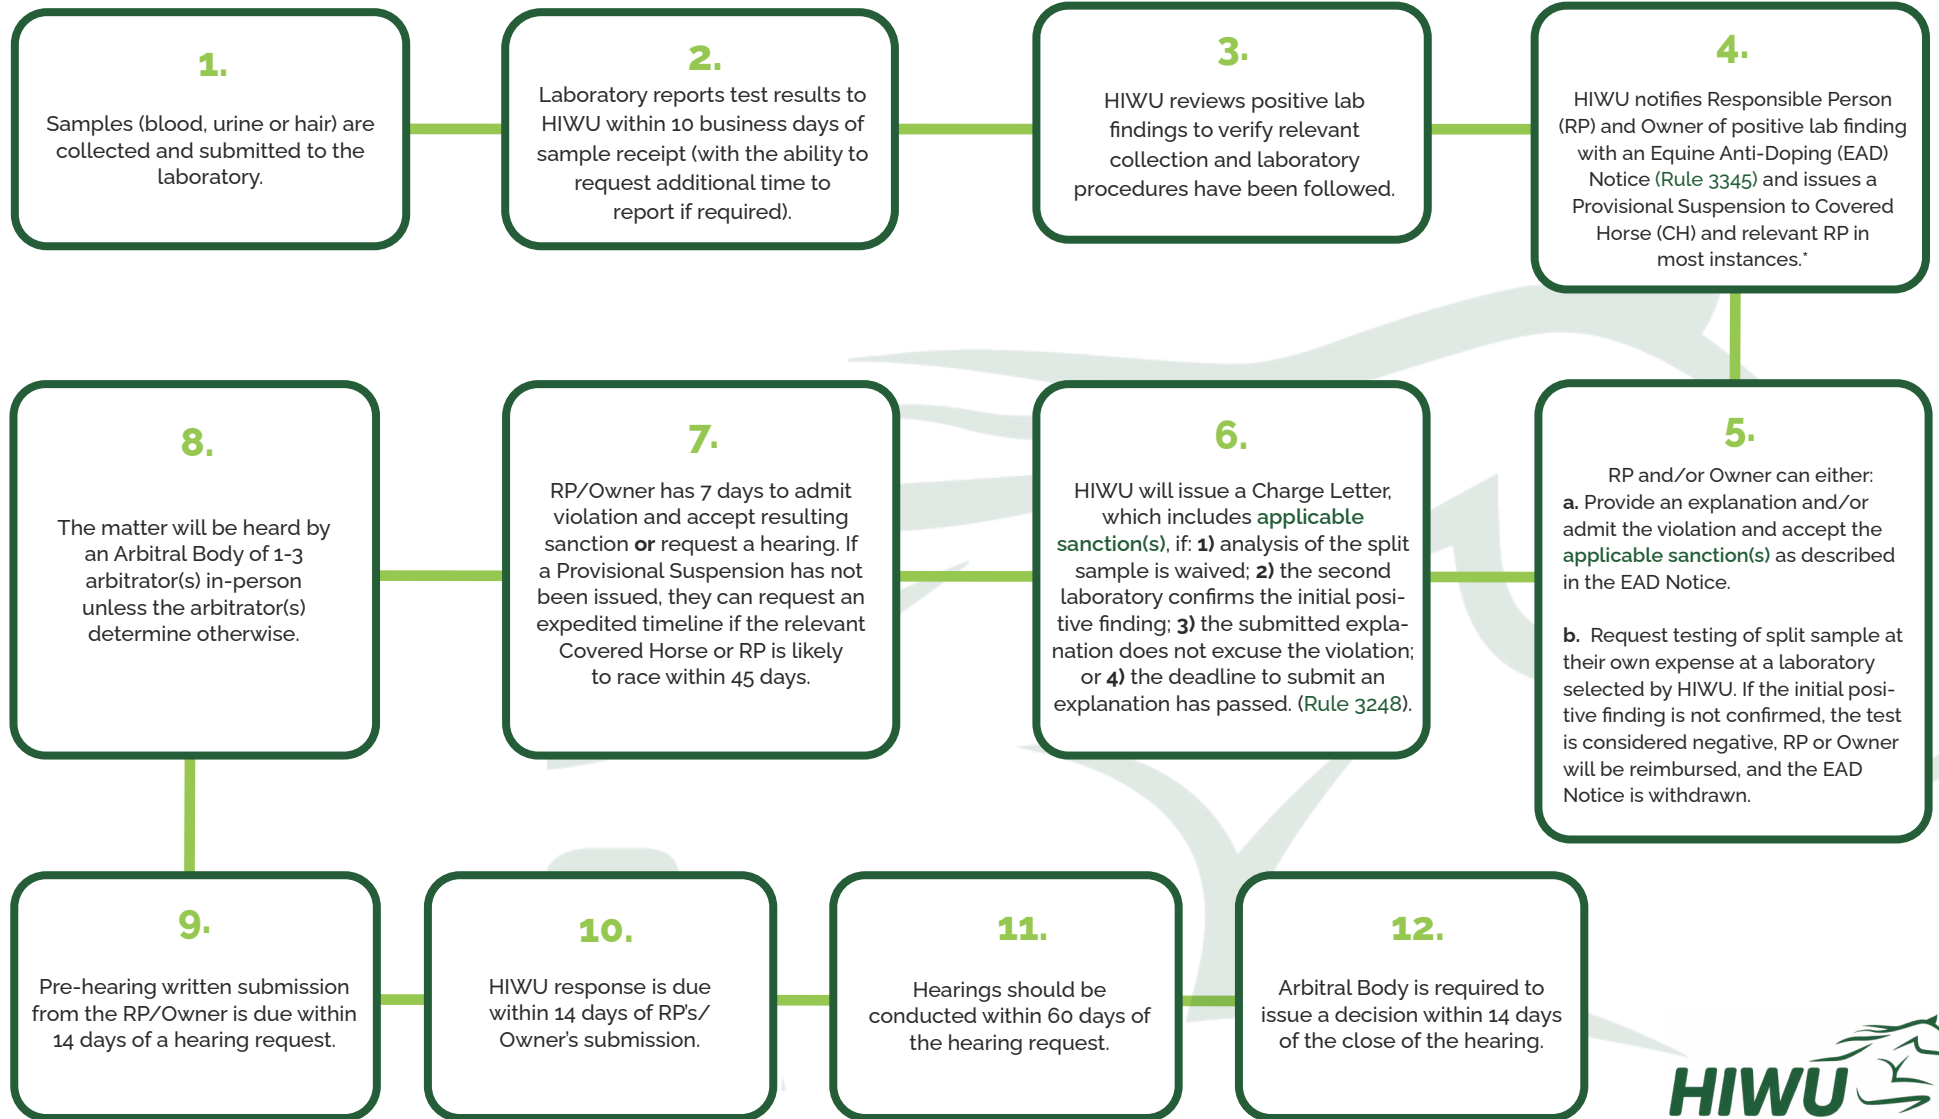 1.
Samples (blood, urine or hair) are
collected and submitted to the
laboratory.
2.
Laboratory reports test results to
HIWU within 10 business days of
sample receipt (with the ability to
request additional time to
report if required).
3.
HIWU reviews positive lab
findings to verify relevant
collection and laboratory
procedures have been followed.
4.
HIWU notifies Responsible Person
(RP) and Owner of positive lab finding
with an Equine Anti-Doping (EAD)
Notice (Rule 3345) and issues a
Provisional Suspension to Covered
Horse (CH) and relevant RP in
most instances.*
5.
RP and/or Owner can either:
a. Provide an explanation and/or
admit the violation and accept the
applicable sanction(s) as described
in the EAD Notice.
b. Request testing of split sample at
their own expense at a laboratory
selected by HIWU. If the initial posi-
tive finding is not confirmed, the test
is considered negative, RP or Owner
will be reimbursed, and the EAD
Notice is withdrawn.
6.
HIWU will issue a Charge Letter,
which includes applicable
sanction(s), if: 1) analysis of the split
sample is waived; 2) the second
laboratory confirms the initial posi-
tive finding; 3) the submitted expla-
nation does not excuse the violation;
or 4) the deadline to submit an
explanation has passed. (Rule 3248).
7.
RP/Owner has 7 days to admit
violation and accept resulting
sanction or request a hearing. If
a Provisional Suspension has not
been issued, they can request an
expedited timeline if the relevant
Covered Horse or RP is likely
to race within 45 days.
8.
The matter will be heard by
an Arbitral Body of 1-3
arbitrator(s) in-person
unless the arbitrator(s)
determine otherwise.
9.
Pre-hearing written submission
from the RP/Owner is due within
14 days of a hearing request.
10.
HIWU response is due
within 14 days of RP's/
Owner's submission.
11.
Hearings should be
conducted within 60 days of
the hearing request.
12.
Arbitral Body is required to
issue a decision within 14 days
of the close of the hearing.
HIWU